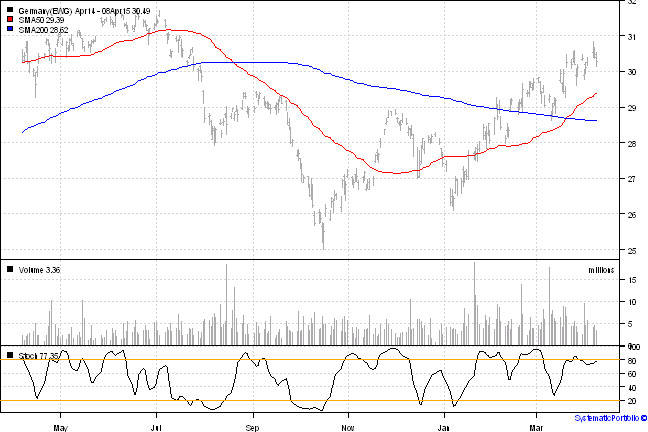 Germany(EWG) Apr14 - 08Apr15 30.49
SMA50 29.39
SMA200 28.62
32
31
30
29
28
27
26
25
Volume 3.36
millions
15
10
5
0
Stoch 77.35
100
80
60
40
20
May
Jul
Sep
Nov
Jan
Mar
SystematicPortfolio ©